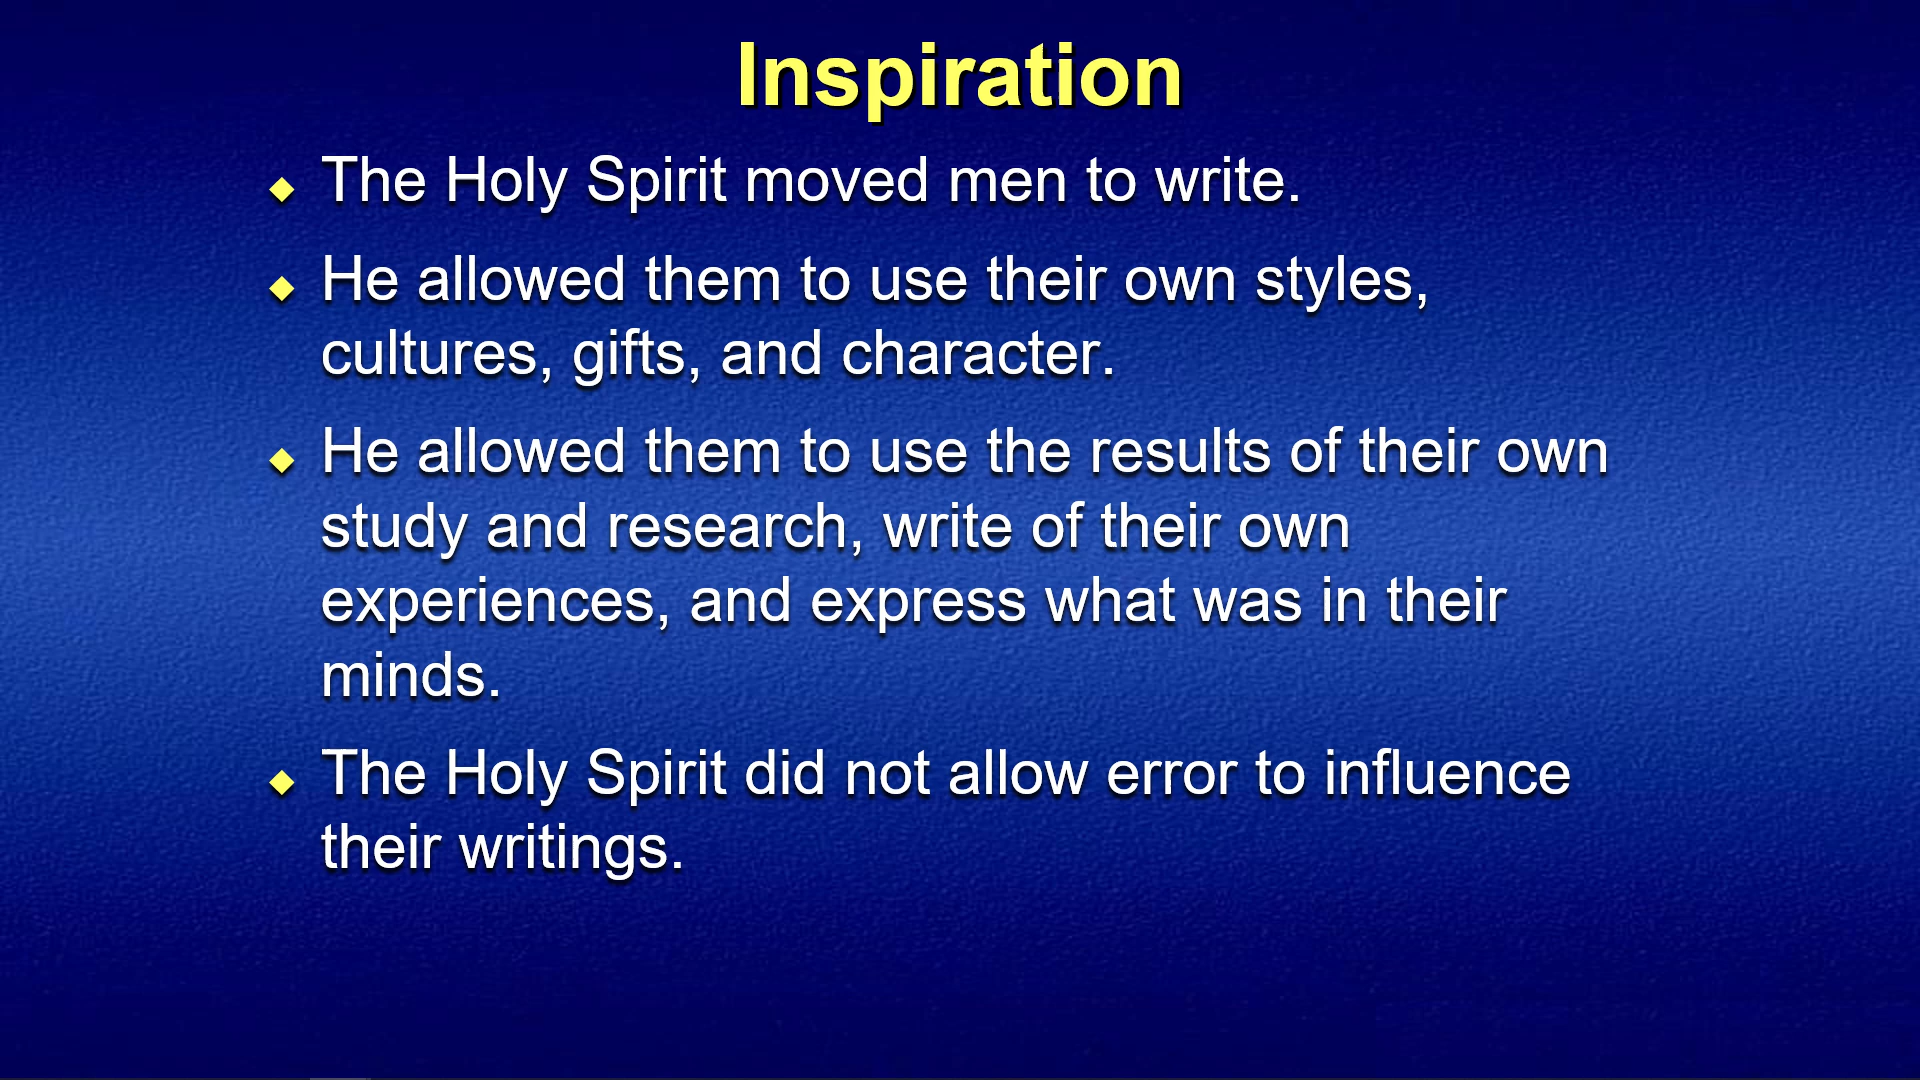 Inspiration
The Holy Spirit moved men to write.
He allowed them to use their own styles,
cultures, gifts, and character.
He allowed them to use the results of their own
study and research, write of their own
experiences, and express what was in their
minds.
The Holy Spirit did not allow error to influence
their writings.